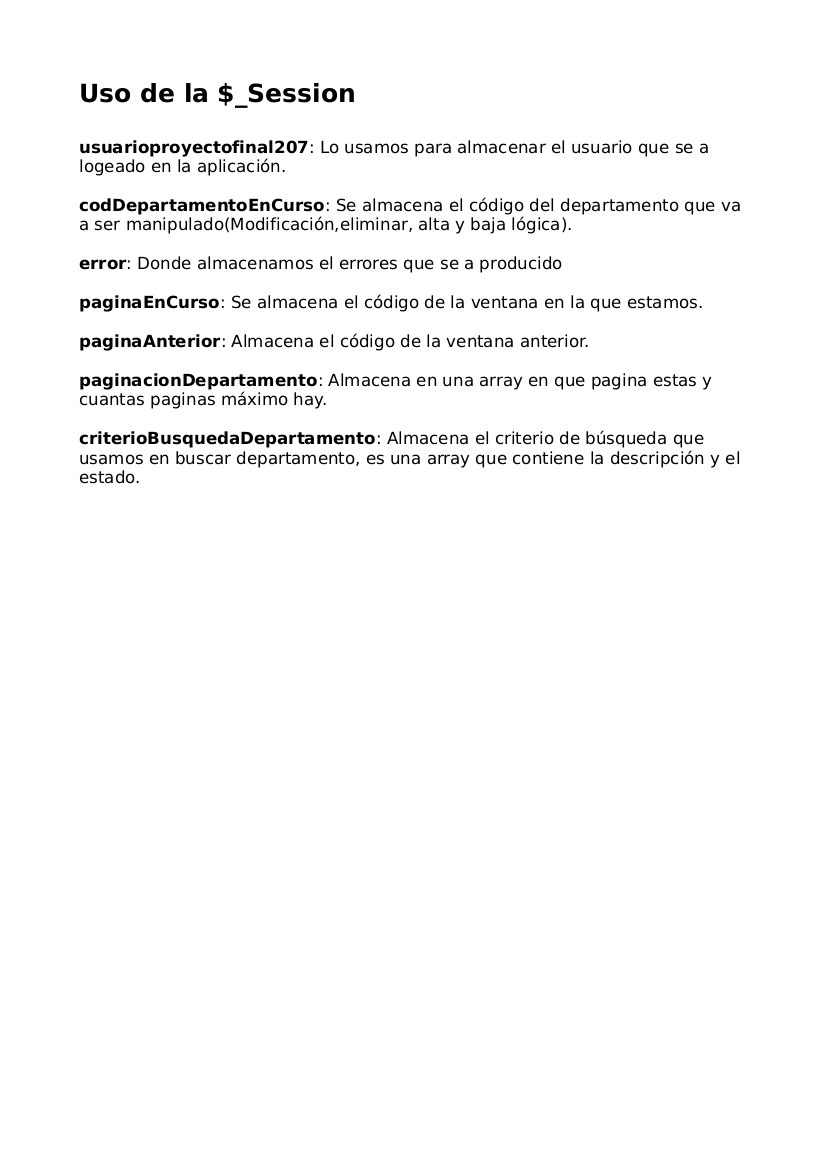 Uso de la $_Session
usuarioproyectofinal207: Lo usamos para almacenar el usuario que se a
logeado en la aplicación.
codDepartamentoEnCurso: Se almacena el código del departamento que va
a ser manipulado(Modificación,eliminar, alta y baja lógica).
error: Donde almacenamos el errores que se a producido
paginaEnCurso: Se almacena el código de la ventana en la que estamos.
paginaAnterior: Almacena el código de la ventana anterior.
paginacionDepartamento: Almacena en una array en que pagina estas y
cuantas paginas máximo hay.
criterioBusquedaDepartamento: Almacena el criterio de búsqueda que
usamos en buscar departamento, es una array que contiene la descripción y el
estado.